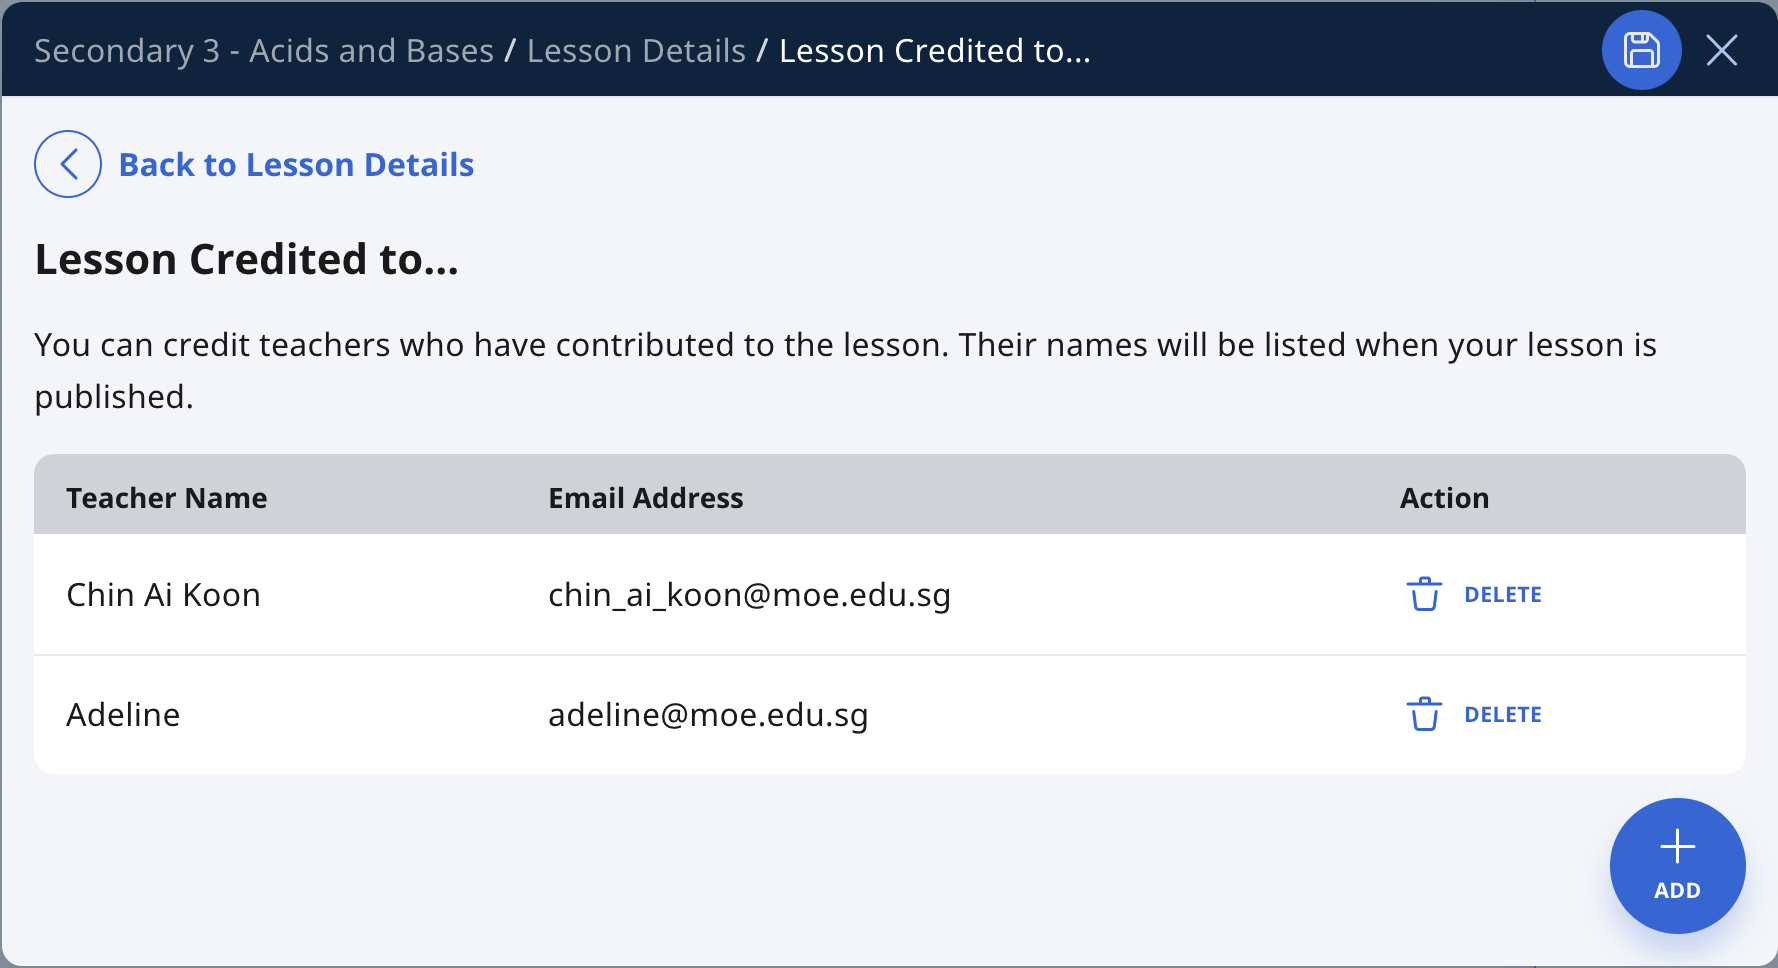 Secondary 3 - Acids and Bases / Lesson Details / Lesson Credited to...
Back to Lesson Details
Lesson Credited to...
You can credit teachers who have contributed to the lesson. Their names will be listed when your lesson is
published.
Teacher Name Email Address Action
Chin Ai Koon chin_ai_koon@moe.edu.sg DELETE
Adeline adeline@moe.edu.sg DELETE
ADD